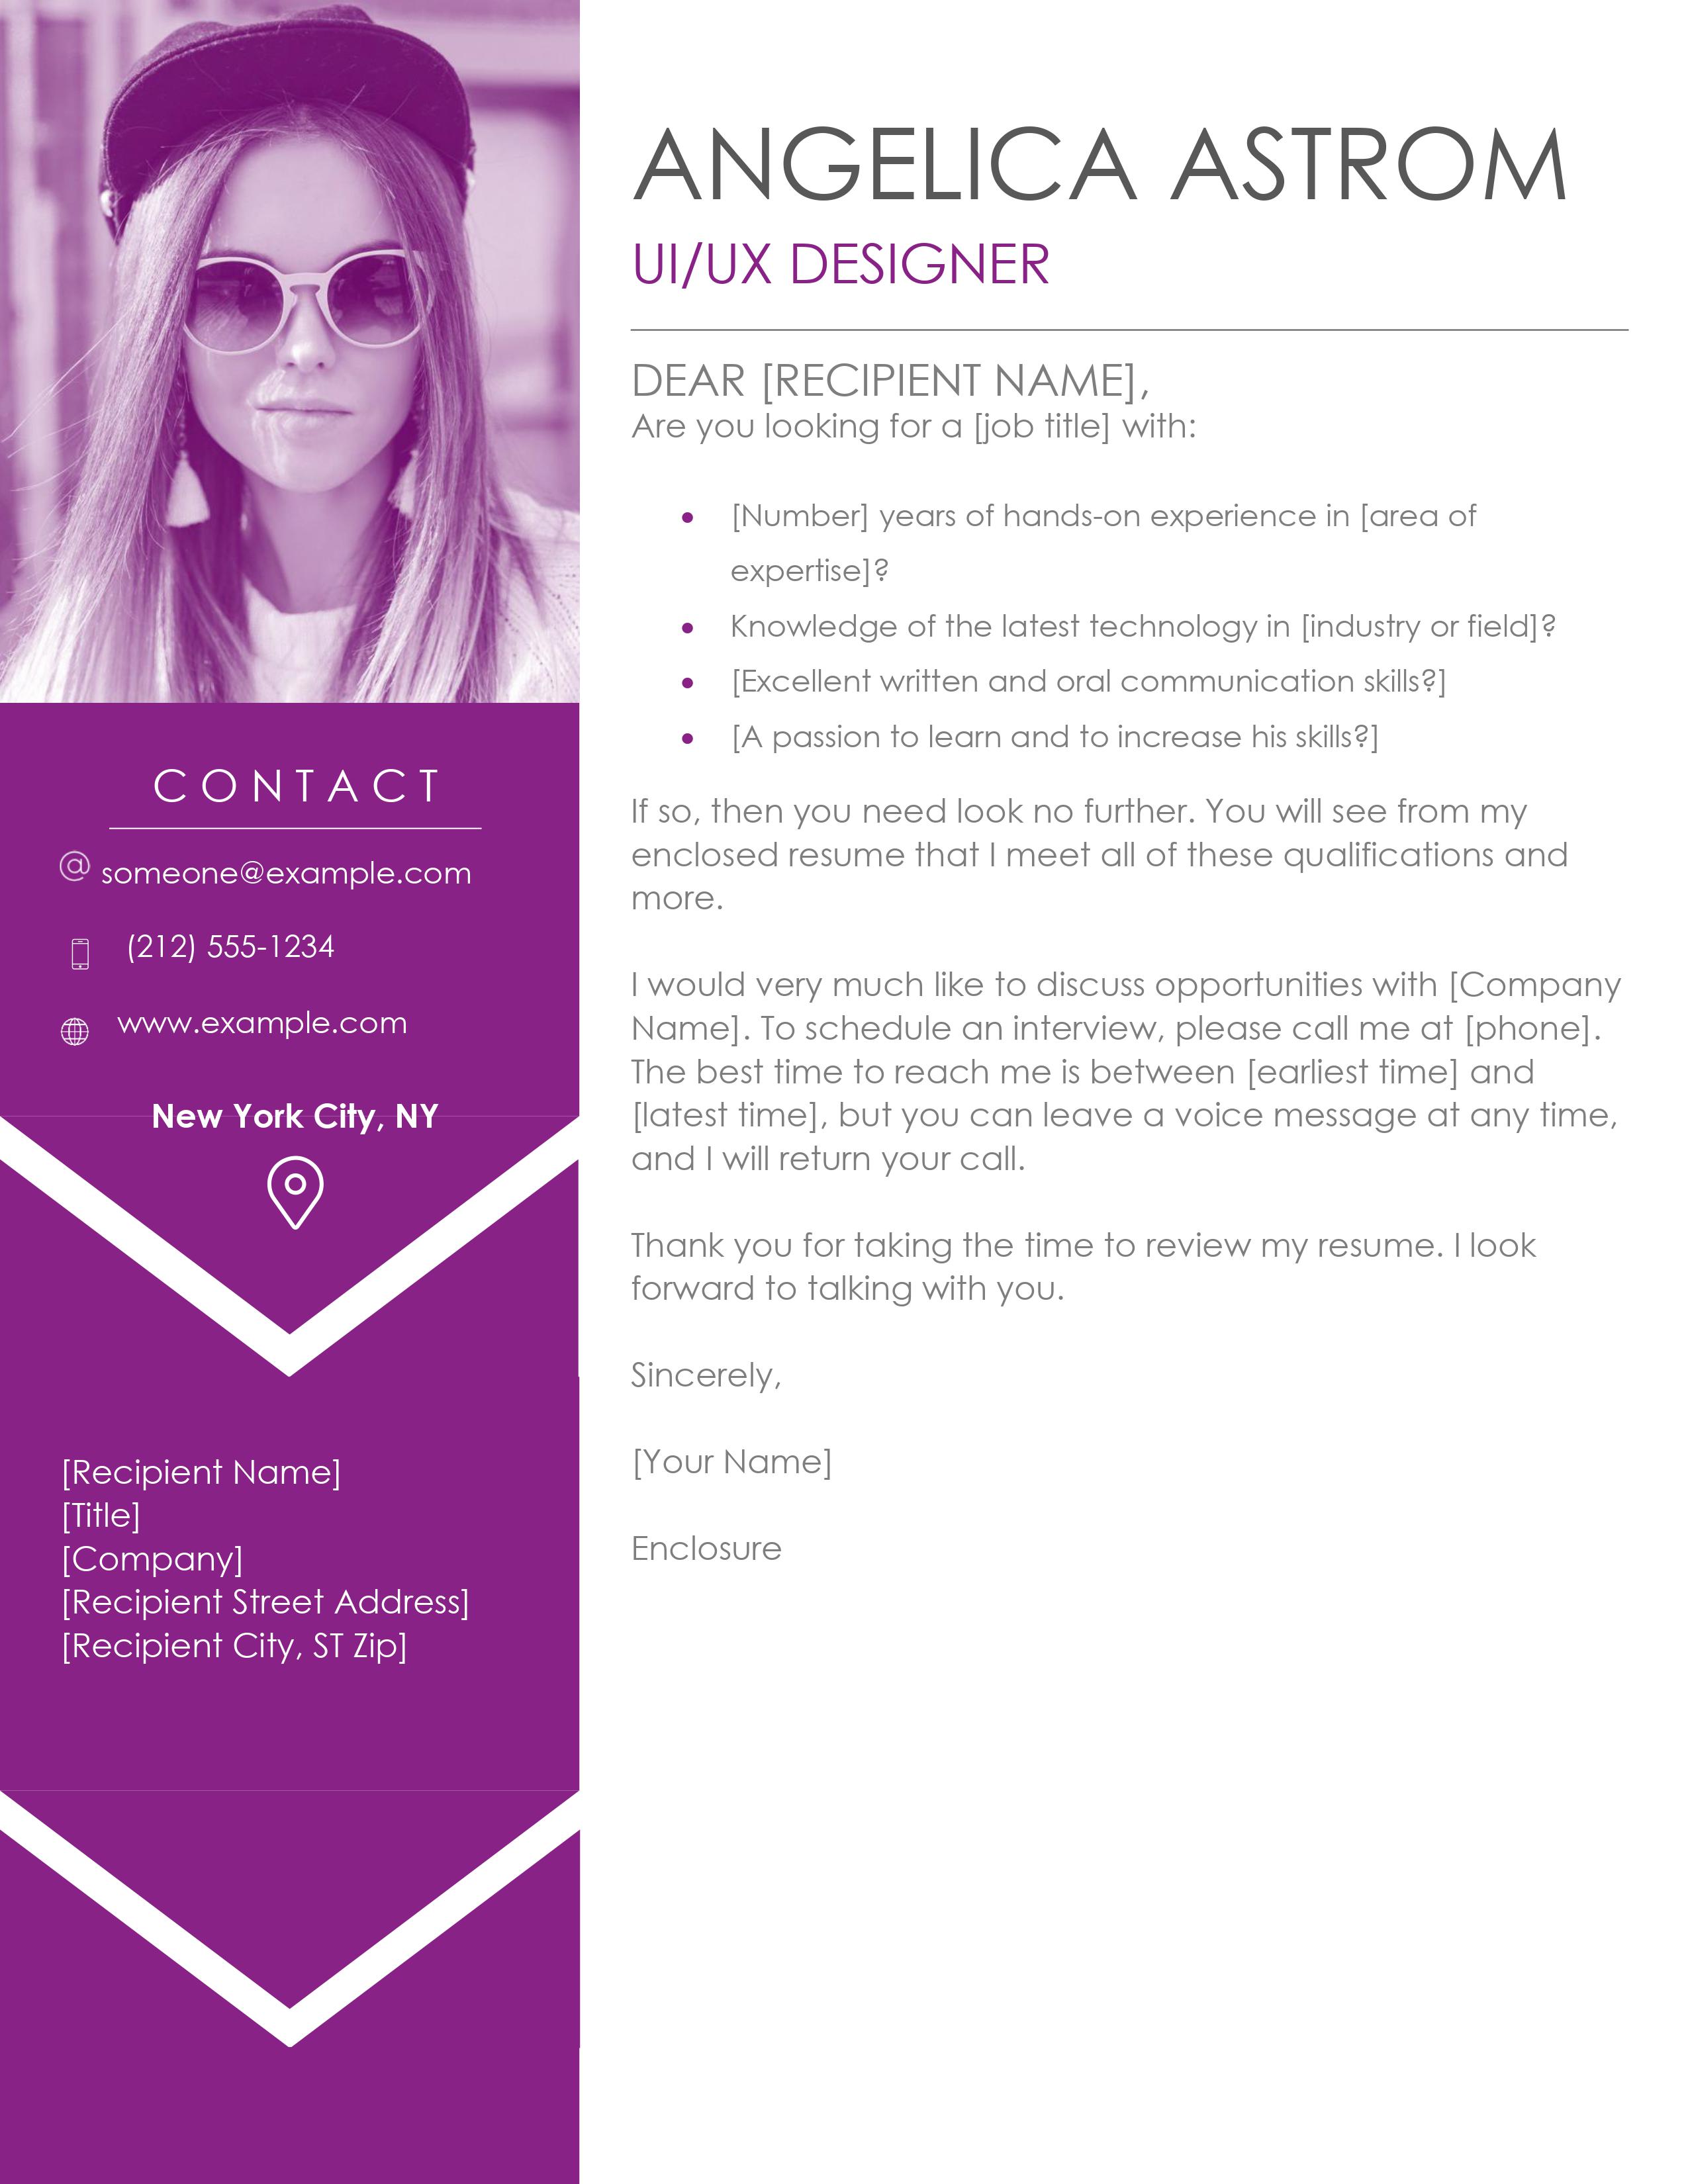 ANGELICA ASTROM
UI/UX DESIGNER
DEAR [RECIPIENT NAME],
Are you looking for a [job title] with:
• [Number] years of hands-on experience in [area of
expertise]?
• Knowledge of the latest technology in [industry or field]?
• [Excellent written and oral communication skills?]
• [A passion to learn and to increase his skills?]
If so, then you need look no further. You will see from my
enclosed resume that I meet all of these qualifications and
more.
I would very much like to discuss opportunities with [Company
Name]. To schedule an interview, please call me at [phone].
The best time to reach me is between [earliest time] and
[latest time], but you can leave a voice message at any time,
and I will return your call.
Thank you for taking the time to review my resume. I look
forward to talking with you.
Sincerely,
[Your Name]
Enclosure
CONTACT
@ someone@example.com
(212) 555-1234
www.example.com
New York City, NY
[Recipient Name]
[Title]
[Company]
[Recipient Street Address]
[Recipient City, ST Zip]